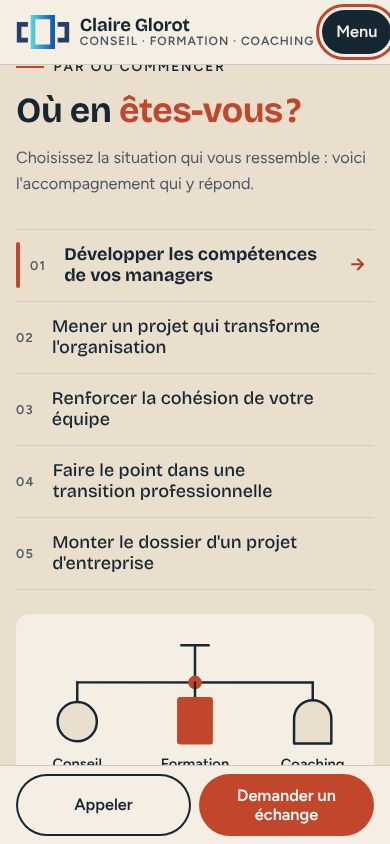 Claire Glorot
CONSEIL · FORMATION · COACHING
Menu
PAR OÙ COMMENCER
Où en êtes-vous ?
Choisissez la situation qui vous ressemble : voici
l'accompagnement qui y répond.
01 Développer les compétences
de vos managers →
02 Mener un projet qui transforme
l'organisation
03 Renforcer la cohésion de votre
équipe
04 Faire le point dans une
transition professionnelle
05 Monter le dossier d'un projet
d'entreprise
Conseil Formation Coaching
Appeler
Demander un
échange